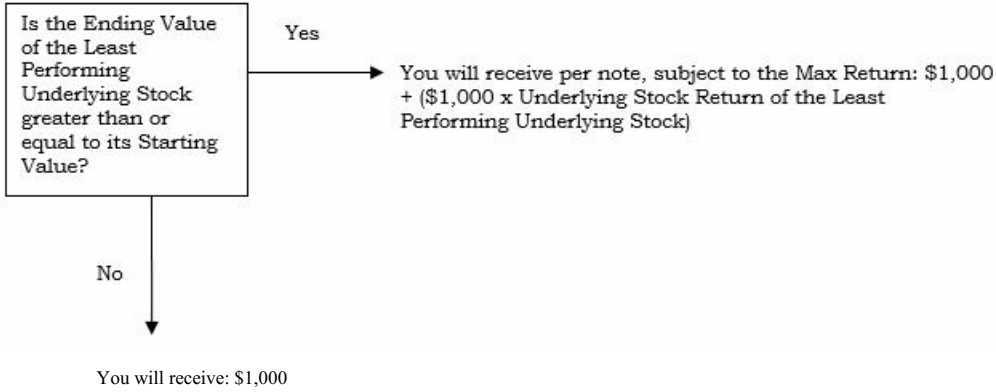 Is the Ending Value
of the Least
Performing
Underlying Stock
greater than or
equal to its Starting
Value?
Yes
You will receive per note, subject to the Max Return: $1,000
+ ($1,000 x Underlying Stock Return of the Least
Performing Underlying Stock)
No
You will receive: $1,000